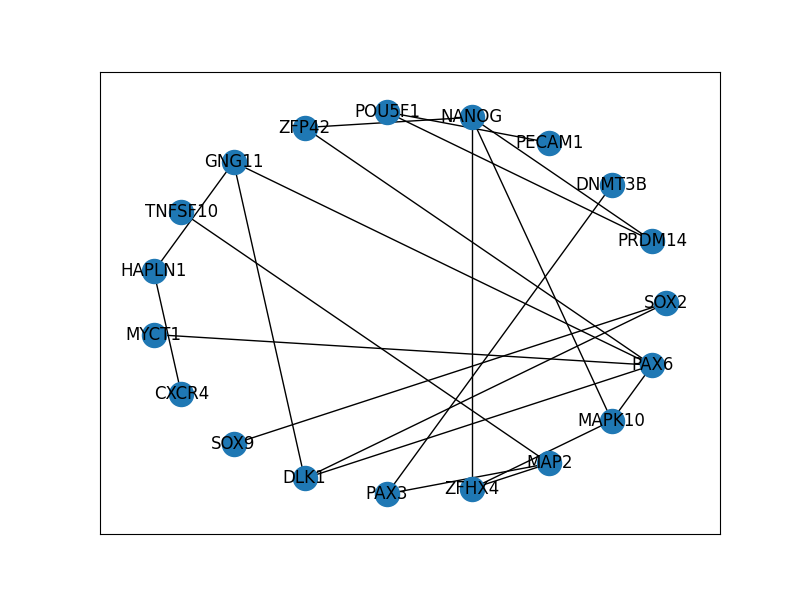 POU5F1
NANOG
ZFP42
PECAM1
GNG11
DNMT3B
TNFSF10
PRDM14
HAPLN1
SOX2
MYCT1
PAX6
CXCR4
MAPK10
SOX9
MAP2
DLK1
ZFHX4
PAX3